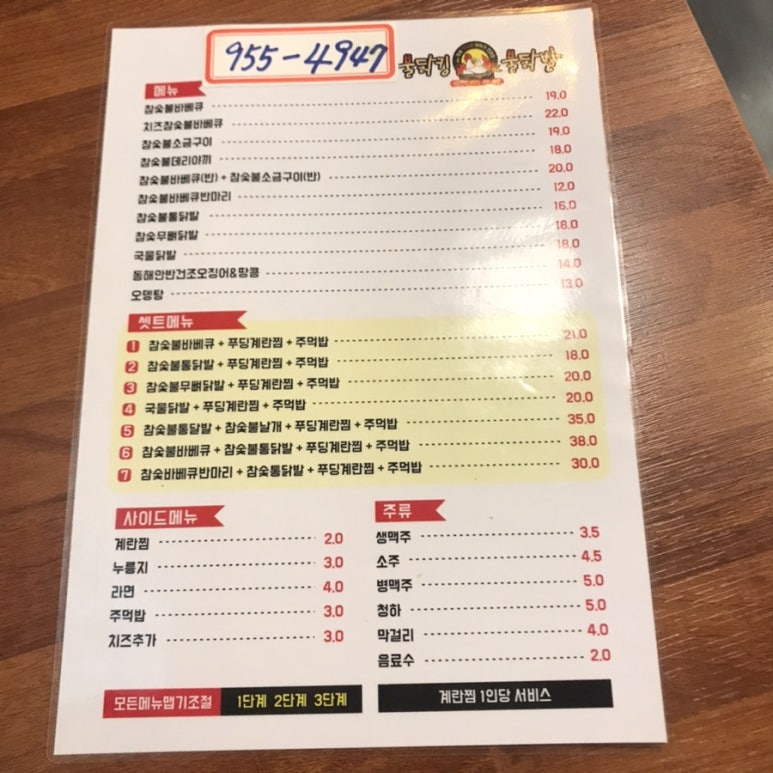 955-4947
불닭킹 불닭발
메뉴
참숯불바베큐 19.0
치즈참숯불바베큐 22.0
참숯불소금구이 19.0
참숯불데리야끼 18.0
참숯불바베큐(반) + 참숯불소금구이(반) 20.0
참숯불바베큐반마리 12.0
참숯불통닭발 16.0
참숯무뼈닭발 18.0
국물닭발 18.0
동해안반건조오징어&땅콩 14.0
오뎅탕 13.0
셋트메뉴
1 참숯불바베큐 + 푸딩계란찜 + 주먹밥 21.0
2 참숯불통닭발 + 푸딩계란찜 + 주먹밥 18.0
3 참숯불무뼈닭발 + 푸딩계란찜 + 주먹밥 20.0
4 국물닭발 + 푸딩계란찜 + 주먹밥 20.0
5 참숯불통달발 + 참숯불날개 + 푸딩계란찜 + 주먹밥 35.0
6 참숯불바베큐 + 참숯불통닭발 + 푸딩계란찜 + 주먹밥 38.0
7 참숯바베큐반마리 + 참숯통닭발 + 푸딩계란찜 + 주먹밥 30.0
사이드메뉴
계란찜 2.0
누룽지 3.0
라면 4.0
주먹밥 3.0
치즈추가 3.0
주류
생맥주 3.5
소주 4.5
병맥주 5.0
청하 5.0
막걸리 4.0
음료수 2.0
모든메뉴맵기조절 1단계 2단계 3단계
계란찜 1인당 서비스